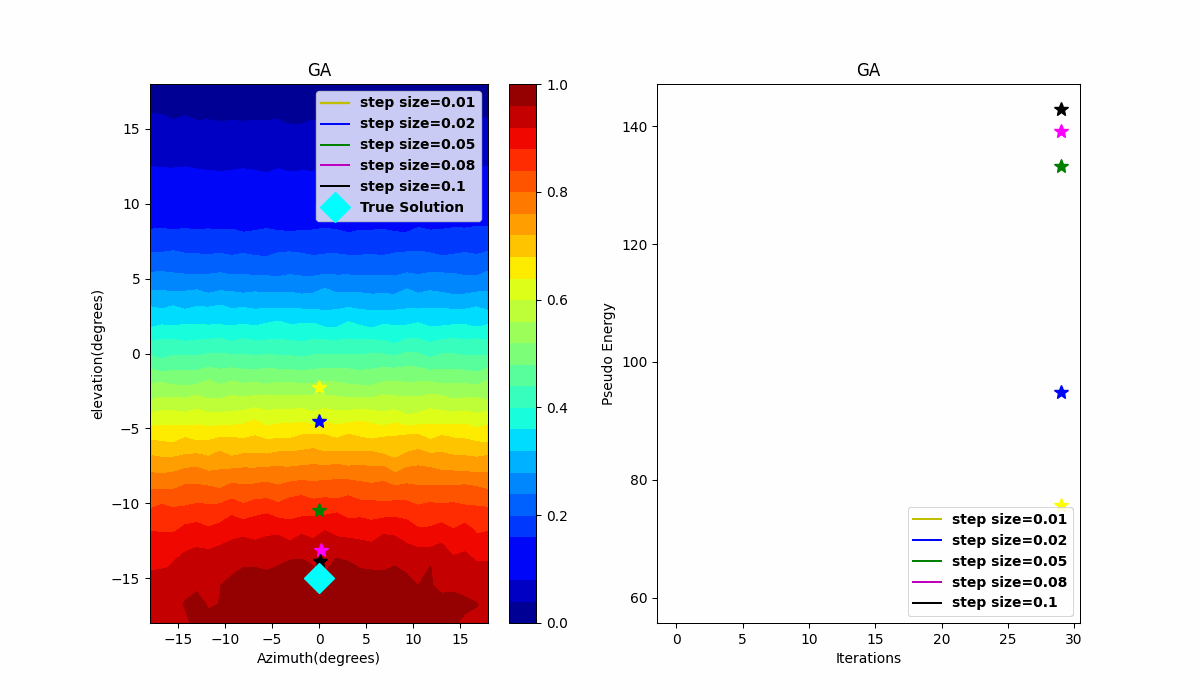 GA
step size=0.01
step size=0.02
step size=0.05
step size=0.08
step size=0.1
True Solution
15
10
5
0
−5
−10
−15
elevation(degrees)
−15
−10
−5
0
5
10
15
Azimuth(degrees)
1.0
0.8
0.6
0.4
0.2
0.0
GA
140
120
100
80
60
Pseudo Energy
step size=0.01
step size=0.02
step size=0.05
step size=0.08
step size=0.1
0
5
10
15
20
25
30
Iterations